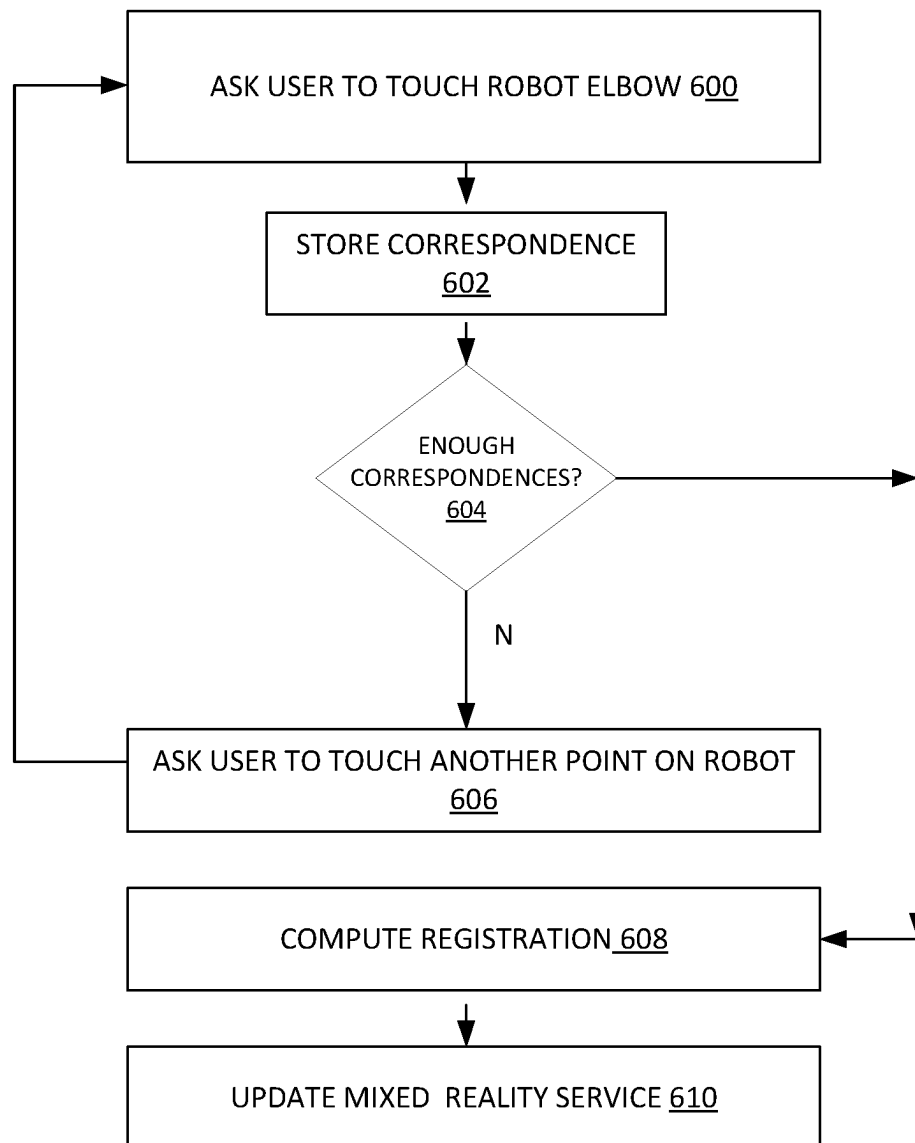 ASK USER TO TOUCH ROBOT ELBOW 600
STORE CORRESPONDENCE
602
ENOUGH
CORRESPONDENCES?
604
N
ASK USER TO TOUCH ANOTHER POINT ON ROBOT
606
COMPUTE REGISTRATION 608
UPDATE MIXED REALITY SERVICE 610